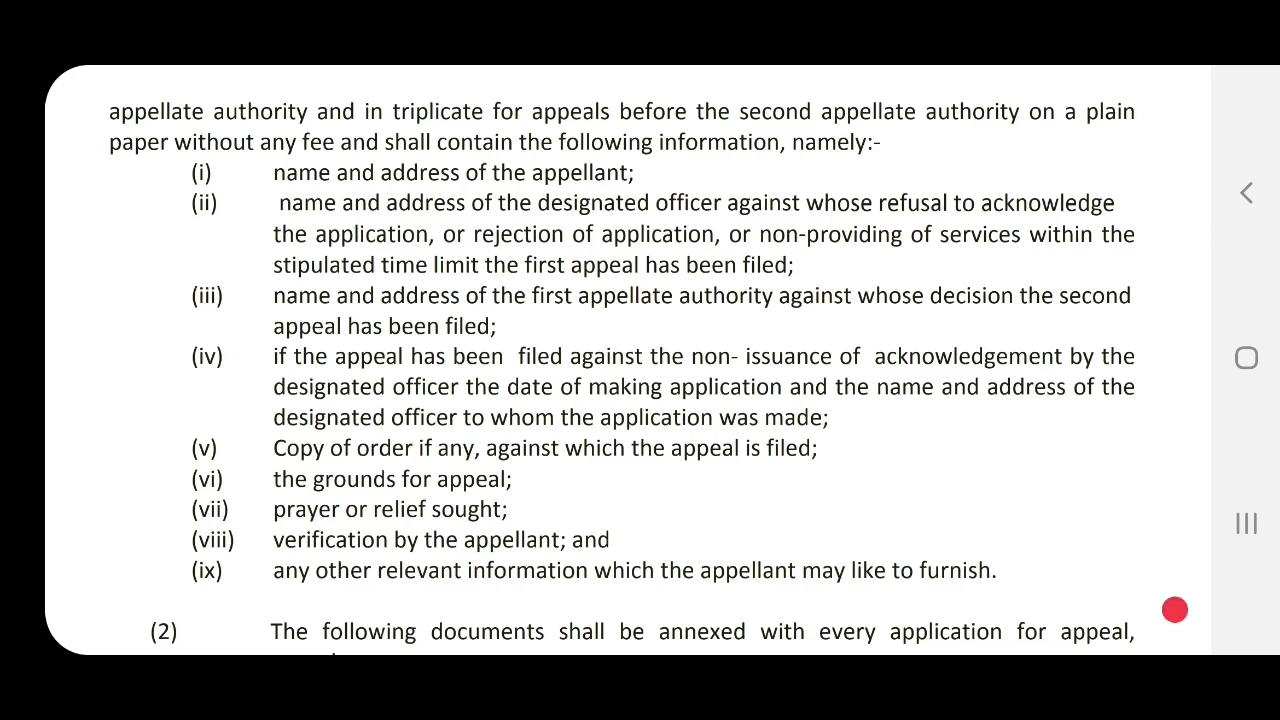 appellate authority and in triplicate for appeals before the second appellate authority on a plain
paper without any fee and shall contain the following information, namely:-
(i) name and address of the appellant;
(ii) name and address of the designated officer against whose refusal to acknowledge
the application, or rejection of application, or non-providing of services within the
stipulated time limit the first appeal has been filed;
(iii) name and address of the first appellate authority against whose decision the second
appeal has been filed;
(iv) if the appeal has been filed against the non- issuance of acknowledgement by the
designated officer the date of making application and the name and address of the
designated officer to whom the application was made;
(v) Copy of order if any, against which the appeal is filed;
(vi) the grounds for appeal;
(vii) prayer or relief sought;
(viii) verification by the appellant; and
(ix) any other relevant information which the appellant may like to furnish.
(2) The following documents shall be annexed with every application for appeal,